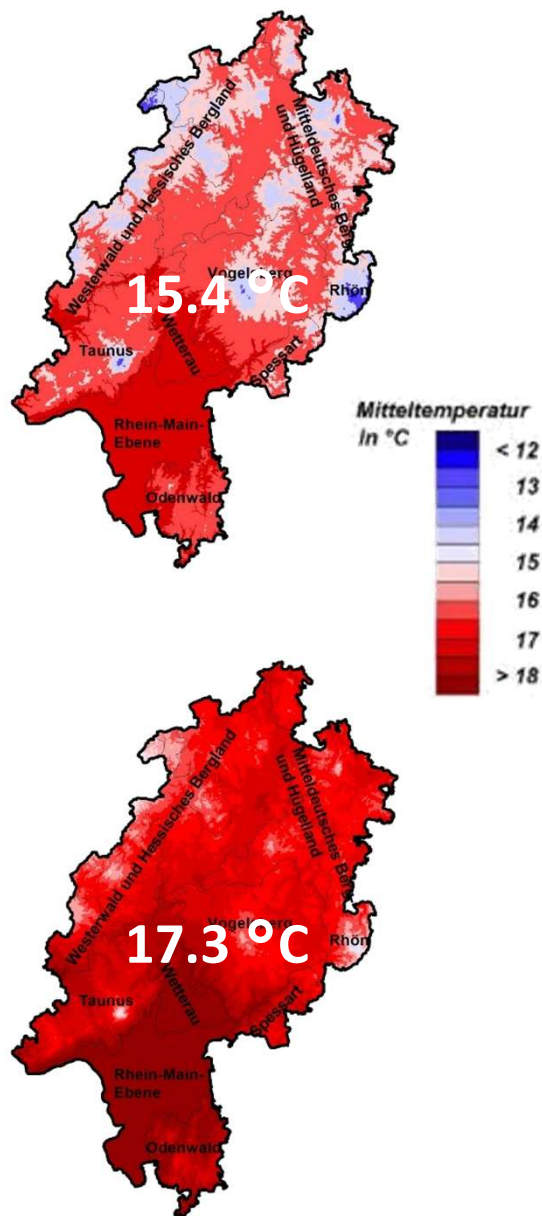 Westerwald und Hessisches Bergland
Mitteldeutsches Berg-
und Hügelland
Vogelsberg
15.4 °C
Rhön
Taunus
Wetterau
Spessart
Rhein-Main-
Ebene
Odenwald
Mitteltemperatur
In °C
< 12
13
14
15
16
17
> 18
Westerwald und Hessisches Bergland
Mitteldeutsches Berg-
und Hügelland
Vogelsberg
17.3 °C
Rhön
Taunus
Wetterau
Spessart
Rhein-Main-
Ebene
Odenwald